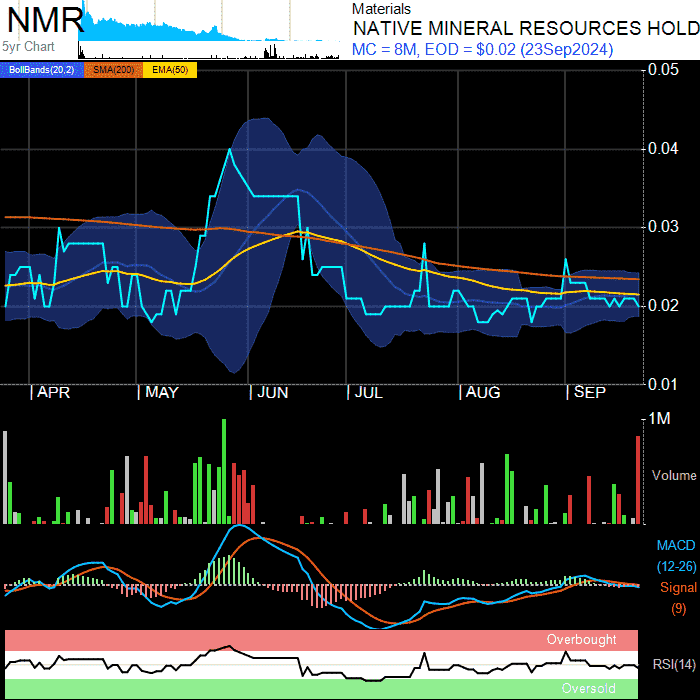 NMR
5yr Chart
Materials
NATIVE MINERAL RESOURCES HOLD
MC = 8M, EOD = $0.02 (23Sep2024)
BollBands(20,2) SMA(200) EMA(50)
0.05
0.04
0.03
0.02
0.01
APR MAY JUN JUL AUG SEP
1M
Volume
MACD
(12-26)
Signal
(9)
Overbought
RSI(14)
Oversold